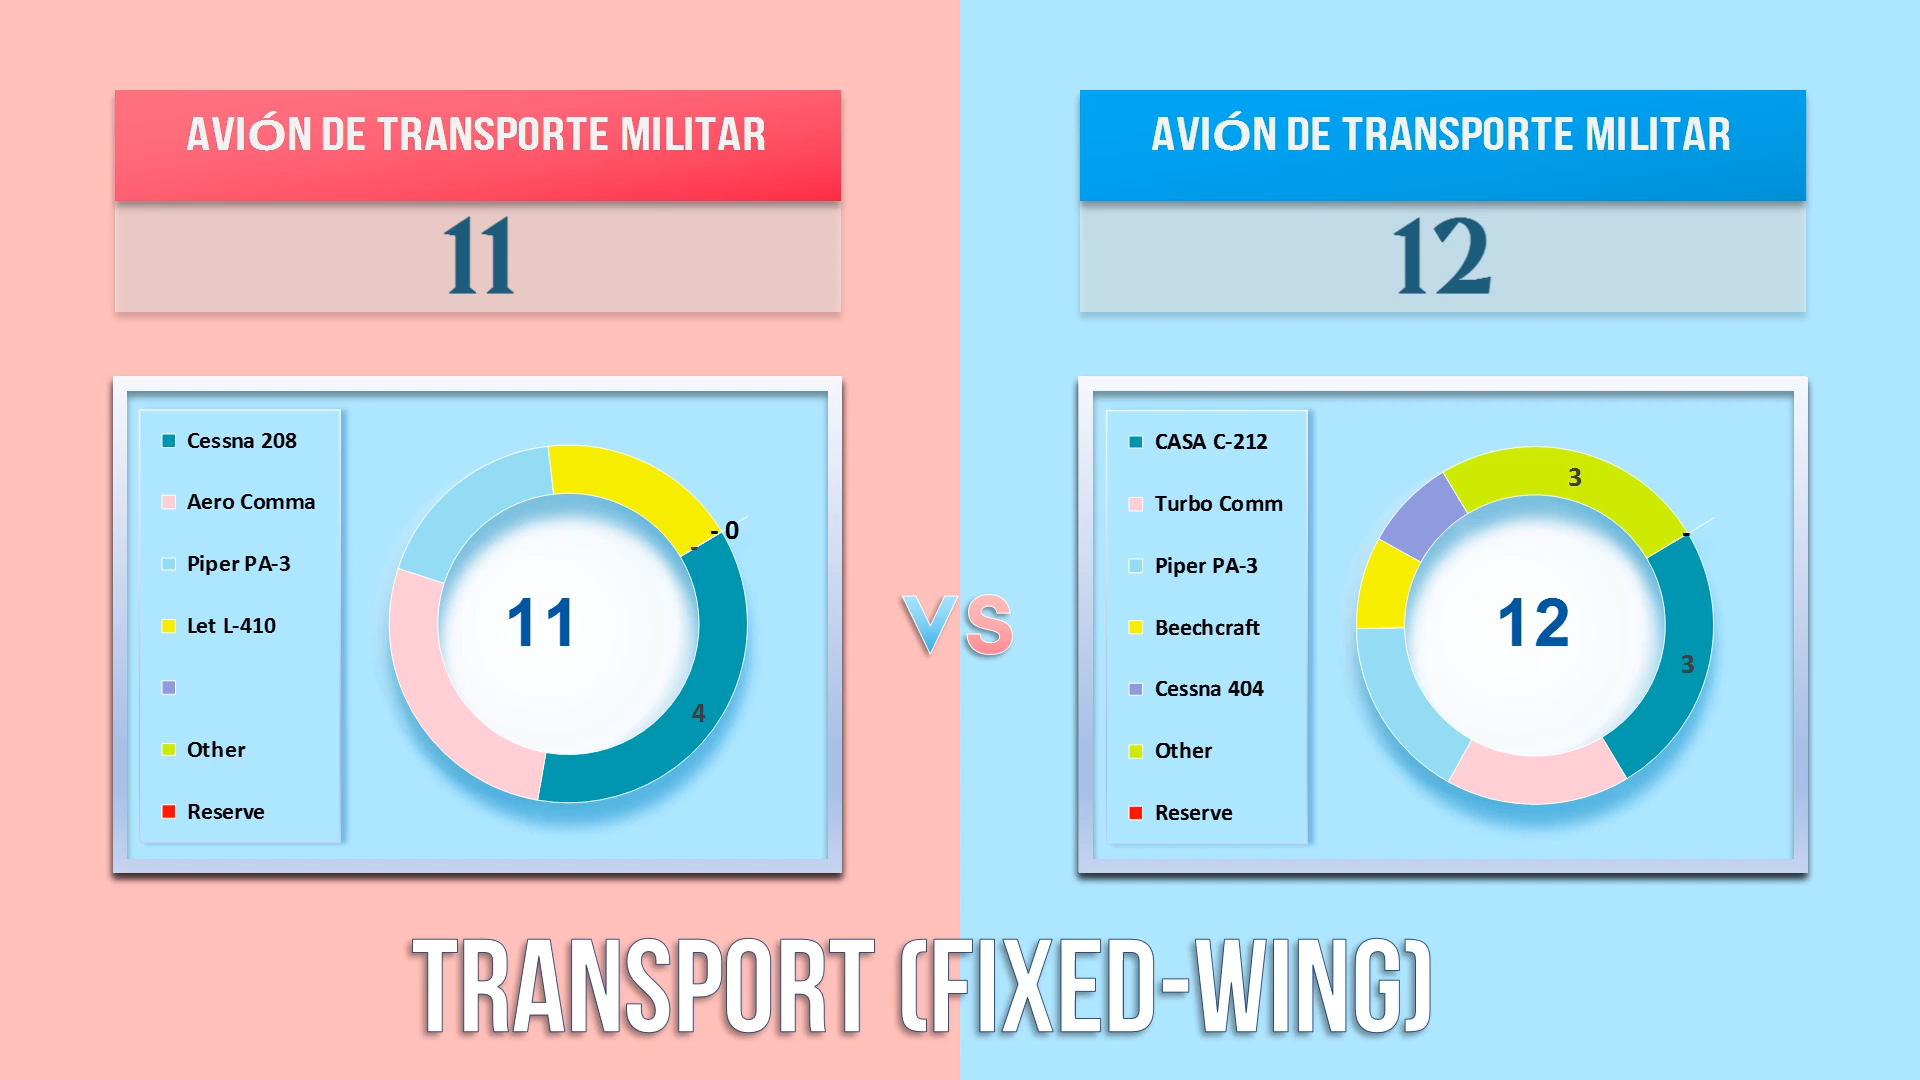 AVIÓN DE TRANSPORTE MILITAR
11
Cessna 208
Aero Comma
Piper PA-3
Let L-410
Other
Reserve
- 0
-
4
11
VS
AVIÓN DE TRANSPORTE MILITAR
12
CASA C-212
Turbo Comm
Piper PA-3
Beechcraft
Cessna 404
Other
Reserve
3
-
3
12
TRANSPORT (FIXED-WING)